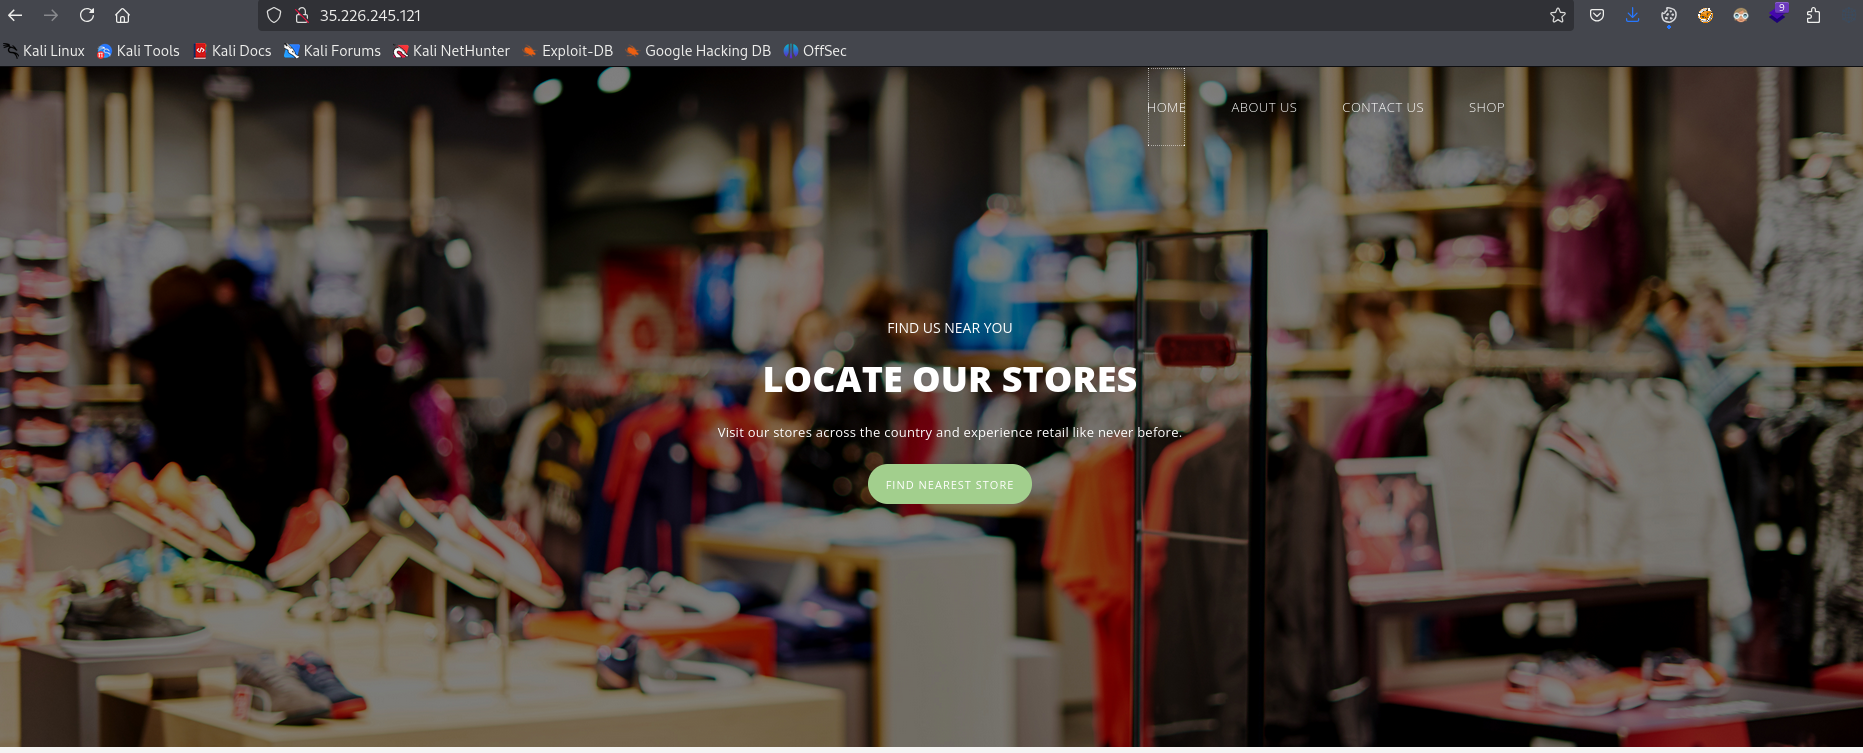 35.226.245.121
9
Kali Linux Kali Tools Kali Docs Kali Forums Kali NetHunter Exploit-DB Google Hacking DB OffSec
HOME ABOUT US CONTACT US SHOP
FIND US NEAR YOU
LOCATE OUR STORES
Visit our stores across the country and experience retail like never before.
FIND NEAREST STORE